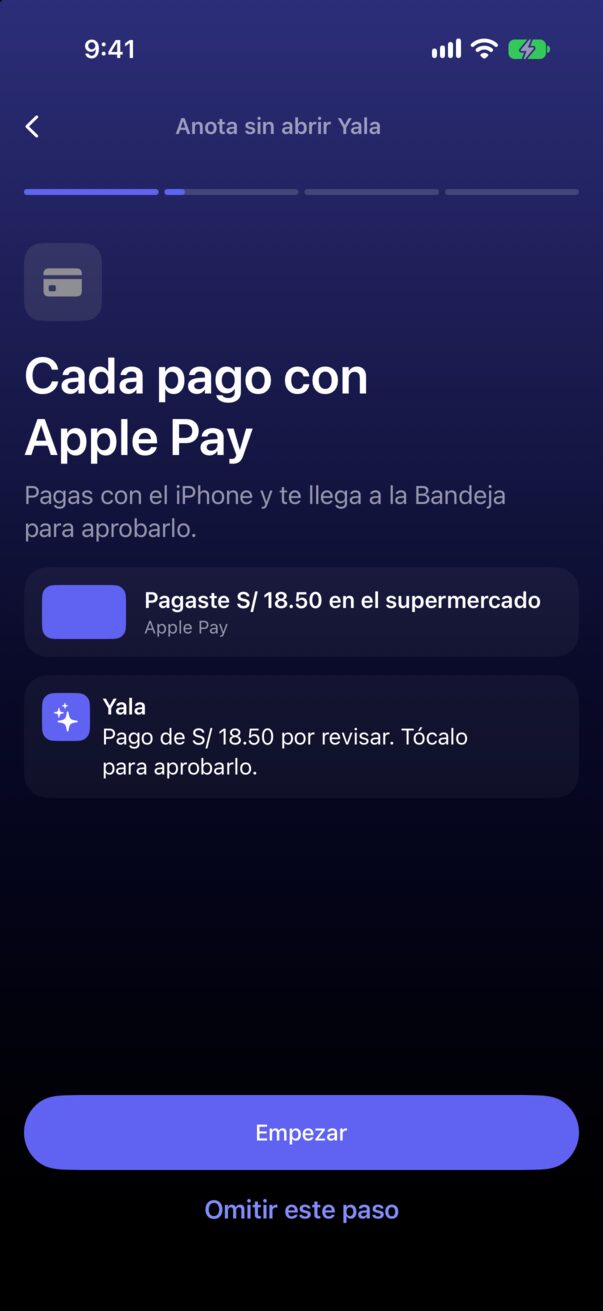 9:41
Anota sin abrir Yala
Cada pago con
Apple Pay
Pagas con el iPhone y te llega a la Bandeja
para aprobarlo.
Pagaste S/ 18.50 en el supermercado
Apple Pay
Yala
Pago de S/ 18.50 por revisar. Tócalo
para aprobarlo.
Empezar
Omitir este paso